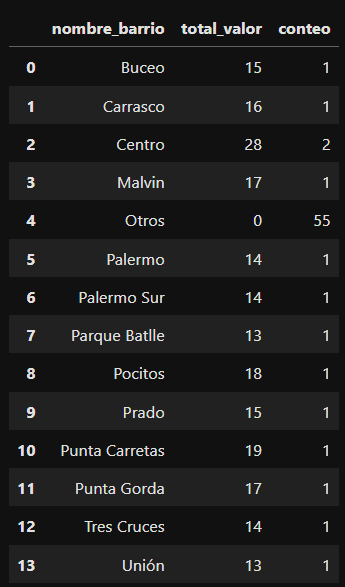 nombre_barrio total_valor conteo
0 Buceo 15 1
1 Carrasco 16 1
2 Centro 28 2
3 Malvin 17 1
4 Otros 0 55
5 Palermo 14 1
6 Palermo Sur 14 1
7 Parque Batlle 13 1
8 Pocitos 18 1
9 Prado 15 1
10 Punta Carretas 19 1
11 Punta Gorda 17 1
12 Tres Cruces 14 1
13 Unión 13 1